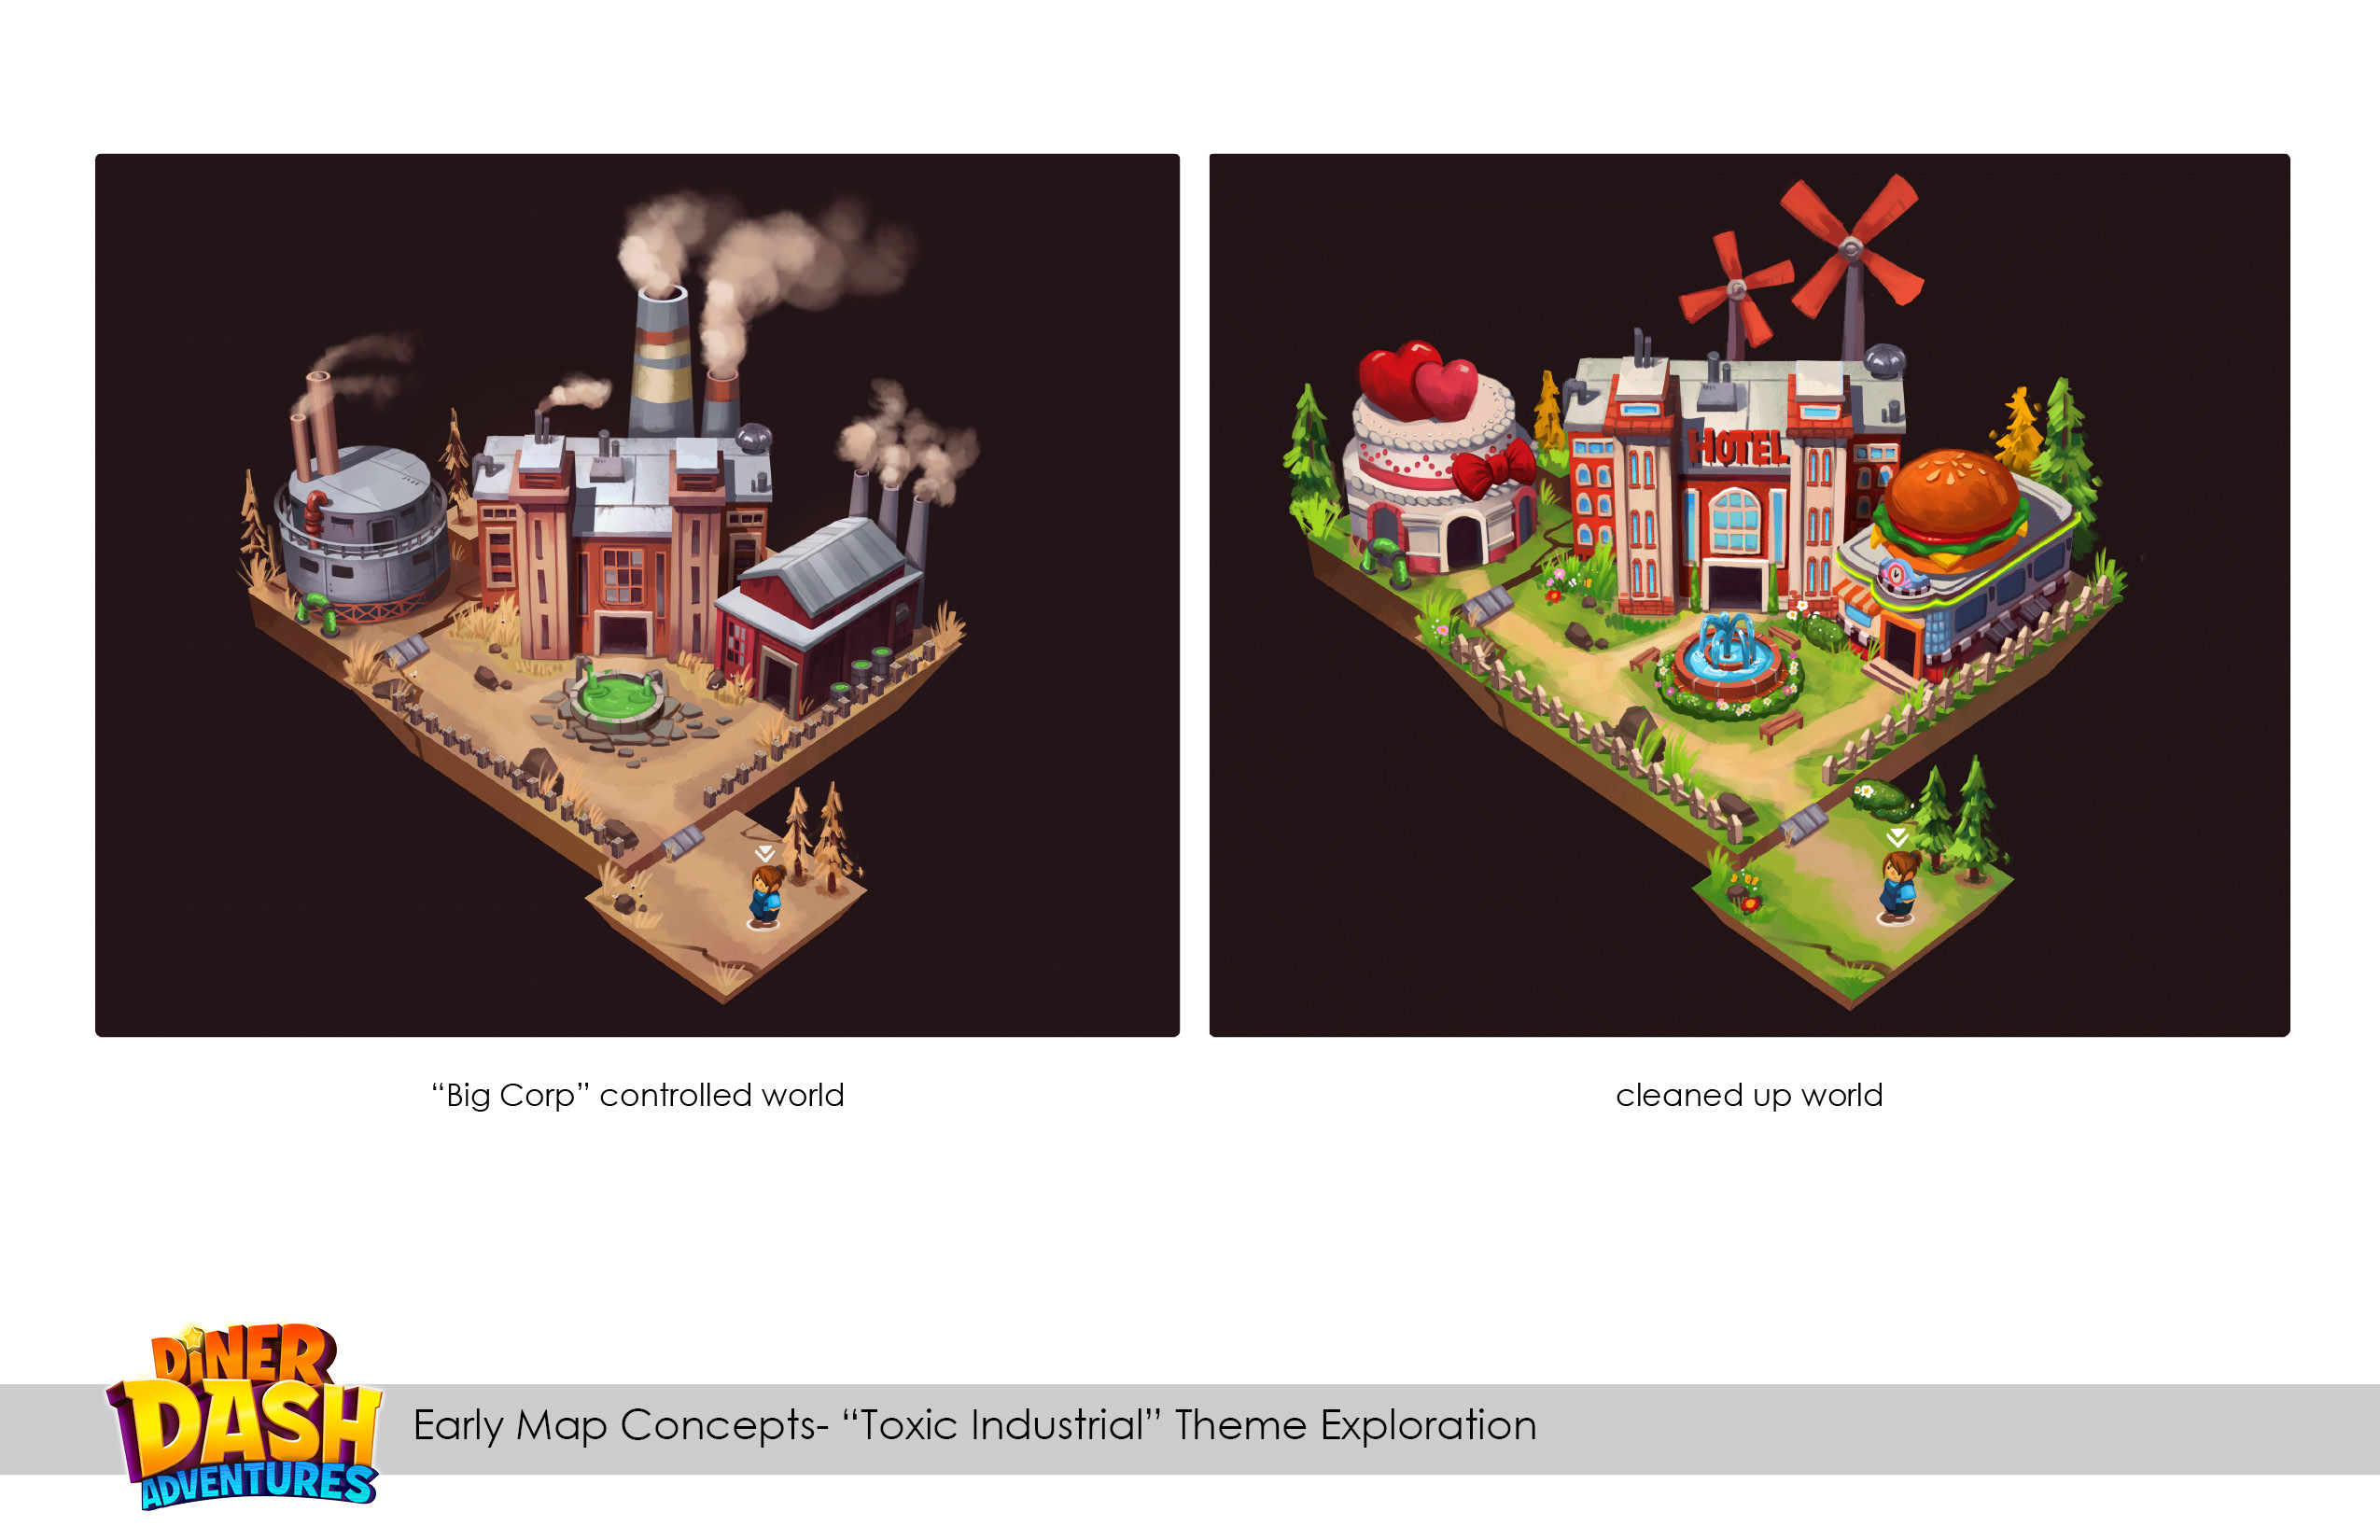 HOTEL
“Big Corp” controlled world
cleaned up world
DiNER
DASH
ADVENTURES
Early Map Concepts- “Toxic Industrial” Theme Exploration